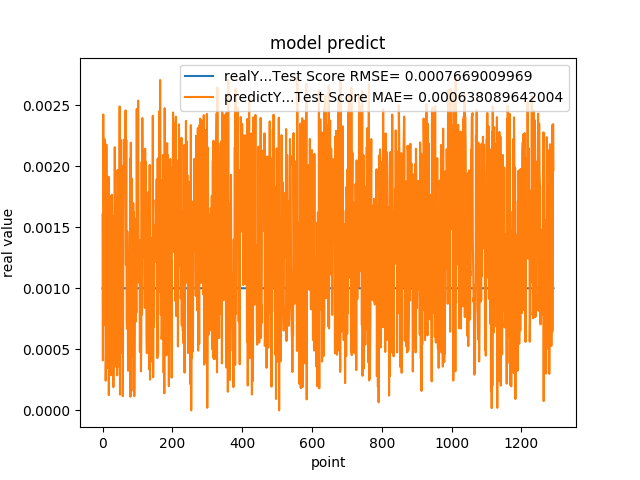 model predict
realY...Test Score RMSE= 0.0007669009969
predictY...Test Score MAE= 0.000638089642004
0.0025
0.0020
0.0015
0.0010
0.0005
0.0000
real value
0 200 400 600 800 1000 1200
point